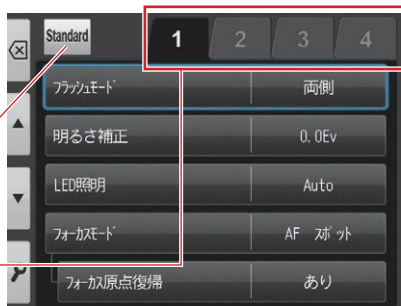 Standard 1 2 3 4
フラッシュモード 両側
明るさ補正 0.0Ev
LED照明 Auto
フォーカスモード AF スポット
フォーカス原点復帰 あり